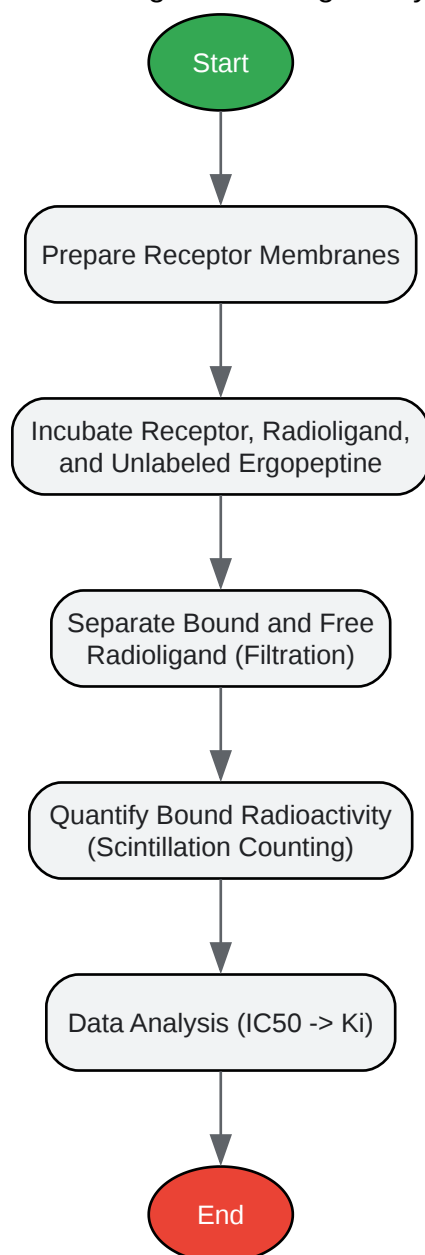 Start
Prepare Receptor Membranes
Incubate Receptor, Radioligand,
and Unlabeled Ergopeptine
Separate Bound and Free
Radioligand (Filtration)
Quantify Bound Radioactivity
(Scintillation Counting)
Data Analysis (IC50 -> Ki)
End